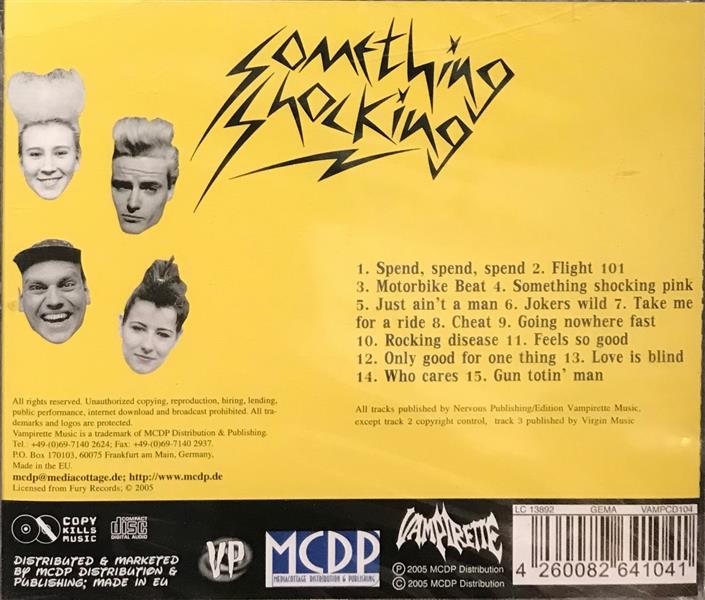 Something
Shocking
1. Spend, spend, spend 2. Flight 101
3. Motorbike Beat 4. Something shocking pink
5. Just ain't a man 6. Jokers wild 7. Take me
for a ride 8. Cheat 9. Going nowhere fast
10. Rocking disease 11. Feels so good
12. Only good for one thing 13. Love is blind
14. Who cares 15. Gun totin' man
All rights reserved. Unauthorized copying, reproduction, hiring, lending,
public performance, internet download and broadcast prohibited. All tra-
demarks and logos are protected.
Vampirette Music is a trademark of MCDP Distribution & Publishing.
Tel.: +49-(0)69-7140 2624; Fax: +49-(0)69-7140 2937.
P.O. Box 170103, 60075 Frankfurt am Main, Germany,
Made in the EU.
mcdp@mediacottage.de; http://www.mcdp.de
Licensed from Fury Records; © 2005
All tracks published by Nervous Publishing/Edition Vampirette Music,
except track 2 copyright control, track 3 published by Virgin Music
COPY
KILLS
MUSIC
COMPACT
disc
DIGITAL AUDIO
DISTRIBUTED & MARKETED
BY MCDP DISTRIBUTION &
PUBLISHING; MADE IN EU
VP
MCDP
MEDIACOTTAGE DISTRIBUTION & PUBLISHING
VAMPIRETTE
Ⓟ 2005 MCDP Distribution
© 2005 MCDP Distribution
LC 13892 GEMA VAMPCD104
4 260082 641041